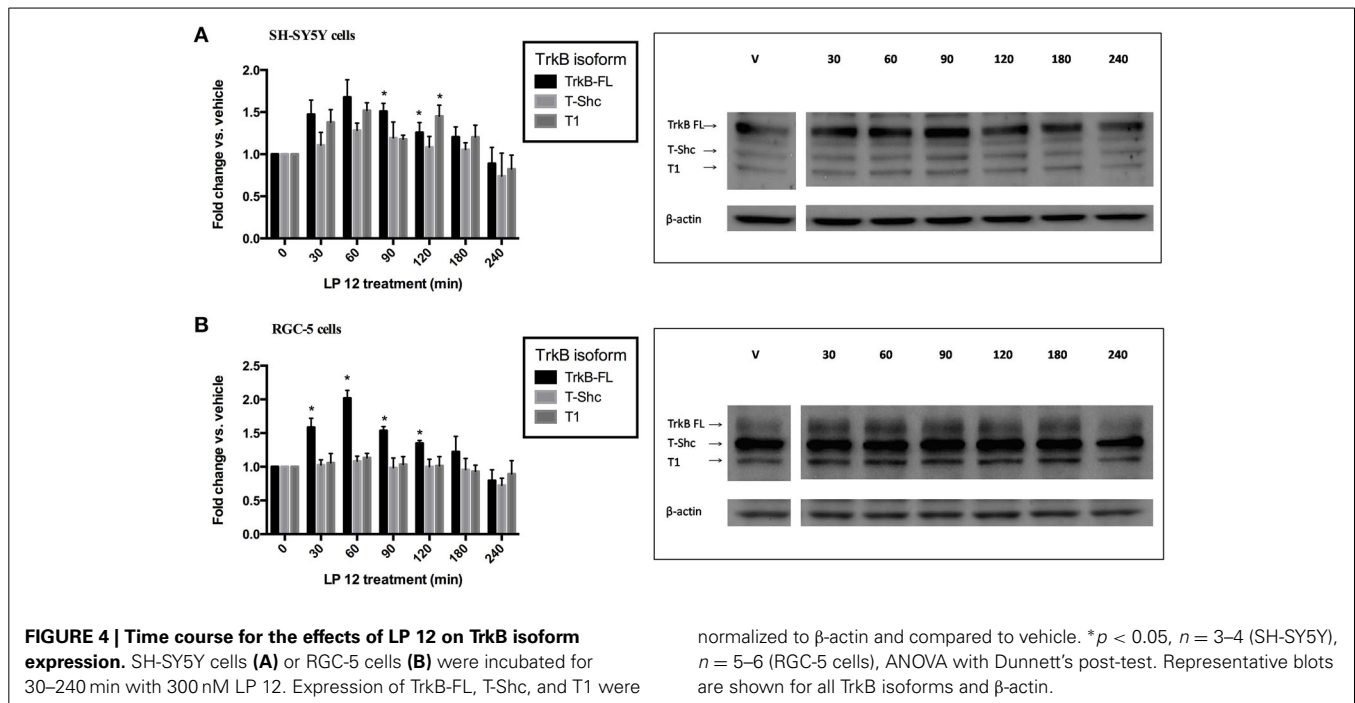 A
SH-SY5Y cells
TrkB isoform
TrkB-FL
T-Shc
T1
Fold change vs. vehicle
2.0
1.5
1.0
0.5
0.0
* * *
0 30 60 90 120 180 240
LP 12 treatment (min)
V 30 60 90 120 180 240
TrkB FL→
T-Shc →
T1 →
β-actin
B
RGC-5 cells
TrkB isoform
TrkB-FL
T-Shc
T1
Fold change vs. vehicle
2.5
2.0
1.5
1.0
0.5
0.0
* * * *
0 30 60 90 120 180 240
LP 12 treatment (min)
V 30 60 90 120 180 240
TrkB FL →
T-Shc →
T1 →
β-actin
FIGURE 4 | Time course for the effects of LP 12 on TrkB isoform
expression. SH-SY5Y cells (A) or RGC-5 cells (B) were incubated for
30–240 min with 300 nM LP 12. Expression of TrkB-FL, T-Shc, and T1 were
normalized to β-actin and compared to vehicle. *p < 0.05, n = 3–4 (SH-SY5Y),
n = 5–6 (RGC-5 cells), ANOVA with Dunnett's post-test. Representative blots
are shown for all TrkB isoforms and β-actin.